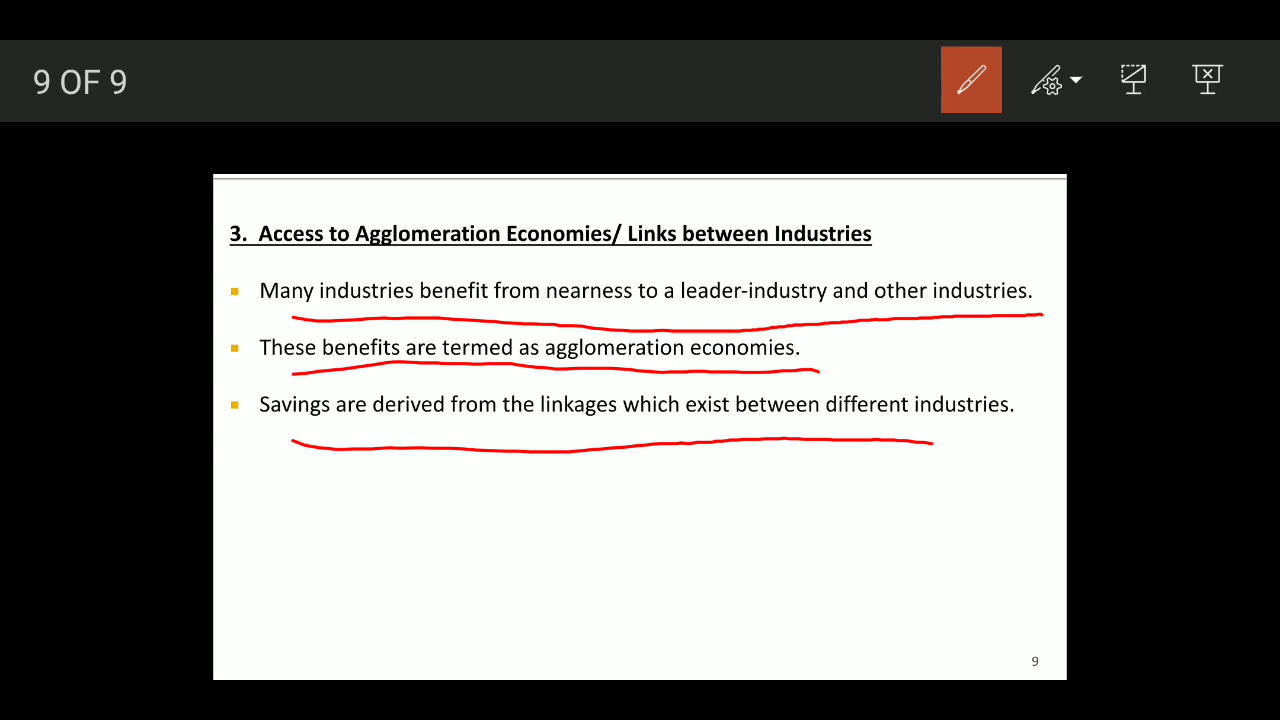 9 OF 9
3. Access to Agglomeration Economies/ Links between Industries
Many industries benefit from nearness to a leader-industry and other industries.
These benefits are termed as agglomeration economies.
Savings are derived from the linkages which exist between different industries.
9